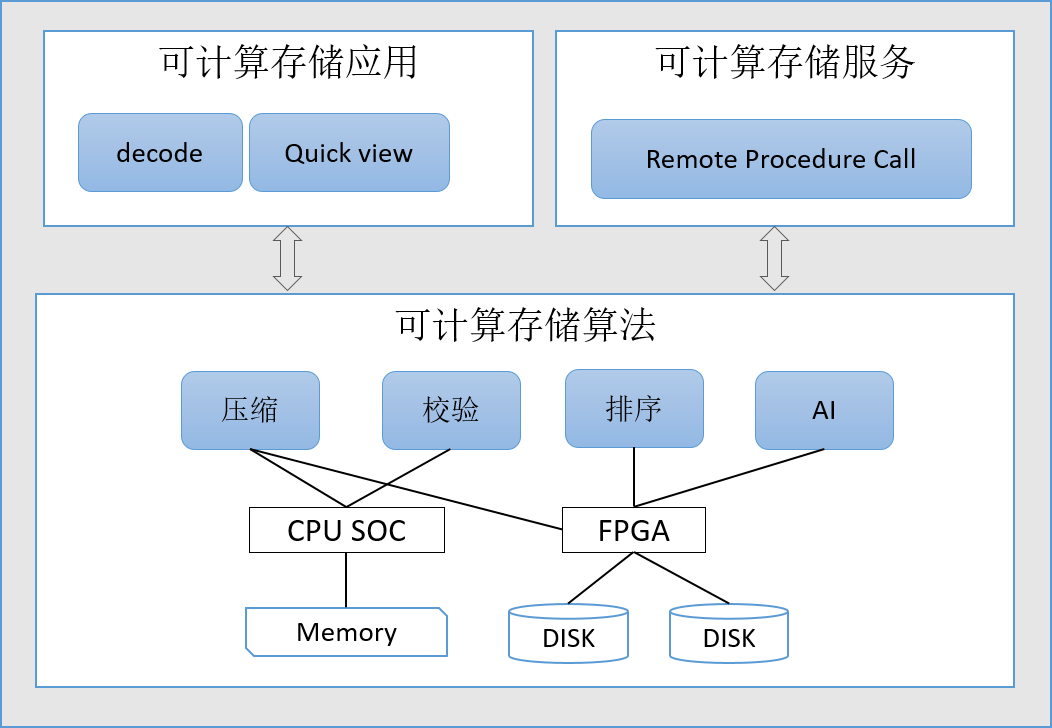 可计算存储应用
decode
Quick view
可计算存储服务
Remote Procedure Call
可计算存储算法
压缩
校验
排序
AI
CPU SOC
FPGA
Memory
DISK
DISK